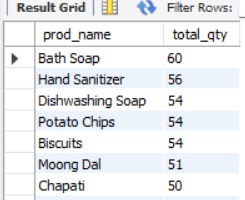 Result Grid Filter Rows:
prod_name total_qty
Bath Soap 60
Hand Sanitizer 56
Dishwashing Soap 54
Potato Chips 54
Biscuits 54
Moong Dal 51
Chapati 50